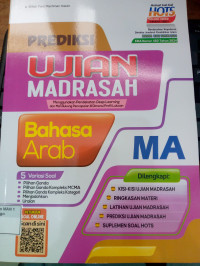 HOTS
PREDIKSI
UJIAN
MADRASAH
Bahasa
Arab
MA
5 Variasi Soal
Pilihan Ganda
Pilihan Ganda Kompleks MCMA
Pilihan Ganda Kompleks Kategori
Menjodohkan
Uraian
Dilengkapi:
KISI-KISI UJIAN MADRASAH
RINGKASAN MATERI
LATIHAN UJIAN MADRASAH
PREDIKSI UJIAN MADRASAH
SUPLEMEN SOAL HOTS